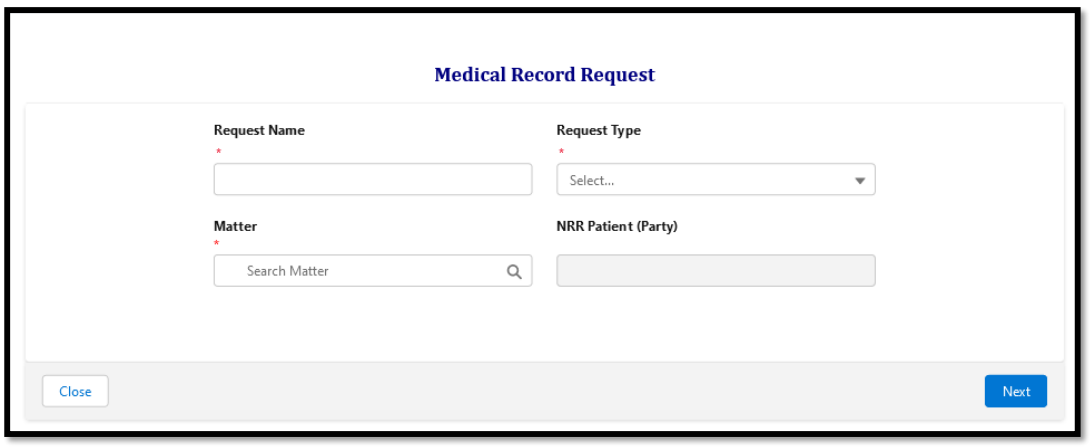 Medical Record Request
Request Name
*
Request Type
*
Select...
Matter
*
Search Matter
NRR Patient (Party)
Close
Next